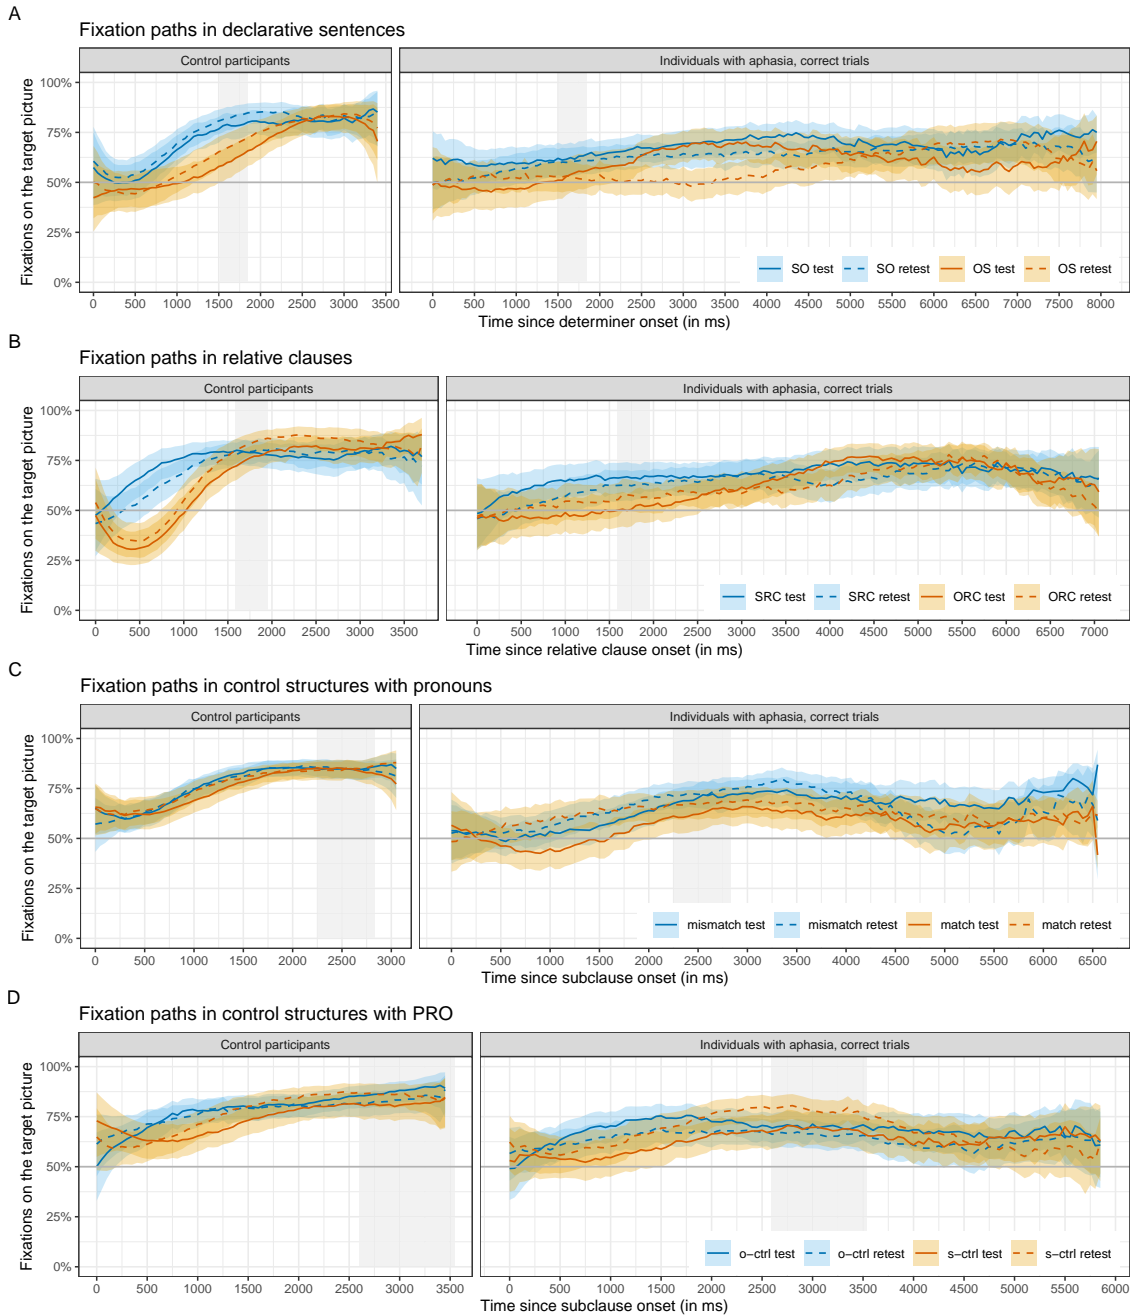 A
Fixation paths in declarative sentences
Control participants
Individuals with aphasia, correct trials
Fixations on the target picture
100%
75%
50%
25%
0%
0 500 1000 1500 2000 2500 3000 3500
0 500 1000 1500 2000 2500 3000 3500 4000 4500 5000 5500 6000 6500 7000 7500 8000
SO test SO retest OS test OS retest
Time since determiner onset (in ms)
B
Fixation paths in relative clauses
Control participants
Individuals with aphasia, correct trials
Fixations on the target picture
100%
75%
50%
25%
0%
0 500 1000 1500 2000 2500 3000 3500
0 500 1000 1500 2000 2500 3000 3500 4000 4500 5000 5500 6000 6500 7000
SRC test SRC retest ORC test ORC retest
Time since relative clause onset (in ms)
C
Fixation paths in control structures with pronouns
Control participants
Individuals with aphasia, correct trials
Fixations on the target picture
100%
75%
50%
25%
0%
0 500 1000 1500 2000 2500 3000
0 500 1000 1500 2000 2500 3000 3500 4000 4500 5000 5500 6000 6500
mismatch test mismatch retest match test match retest
Time since subclause onset (in ms)
D
Fixation paths in control structures with PRO
Control participants
Individuals with aphasia, correct trials
Fixations on the target picture
100%
75%
50%
25%
0%
0 500 1000 1500 2000 2500 3000 3500
0 500 1000 1500 2000 2500 3000 3500 4000 4500 5000 5500 6000
o−ctrl test o−ctrl retest s−ctrl test s−ctrl retest
Time since subclause onset (in ms)